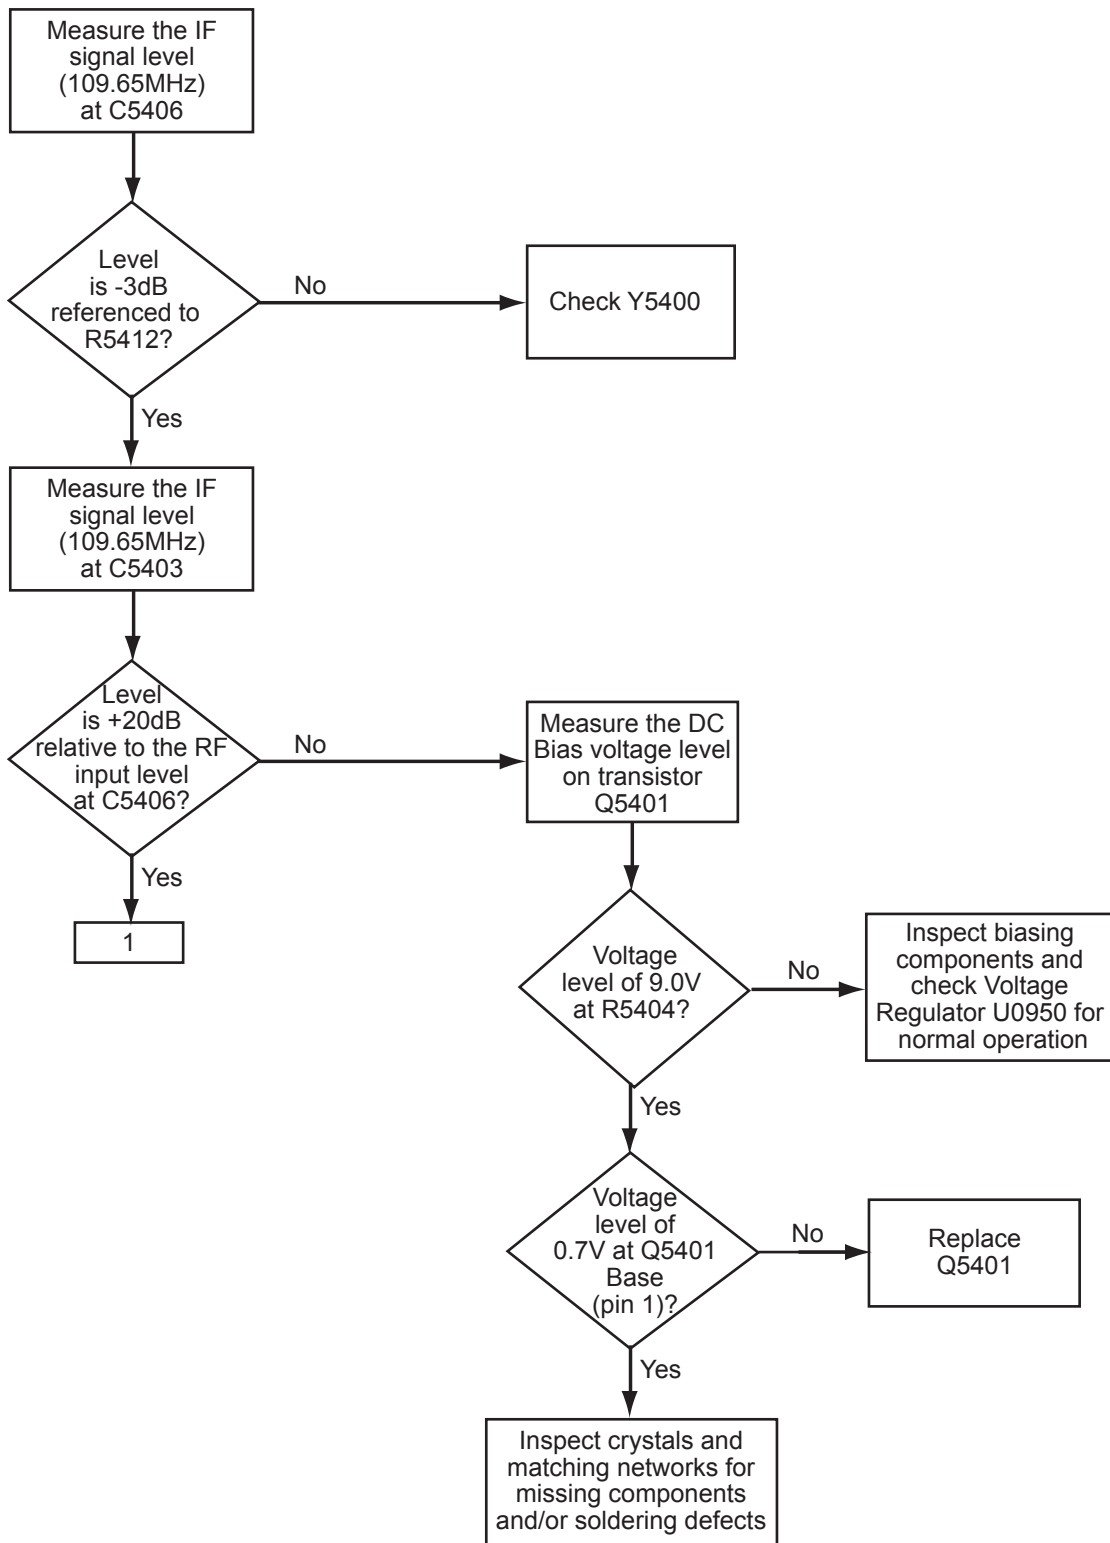 Measure the IF
signal level
(109.65MHz)
at C5406
Level
is -3dB
referenced to
R5412?
No
Check Y5400
Yes
Measure the IF
signal level
(109.65MHz)
at C5403
Level
is +20dB
relative to the RF
input level
at C5406?
No
Measure the DC
Bias voltage level
on transistor
Q5401
Yes
1
Voltage
level of 9.0V
at R5404?
No
Inspect biasing
components and
check Voltage
Regulator U0950 for
normal operation
Yes
Voltage
level of
0.7V at Q5401
Base
(pin 1)?
No
Replace
Q5401
Yes
Inspect crystals and
matching networks for
missing components
and/or soldering defects